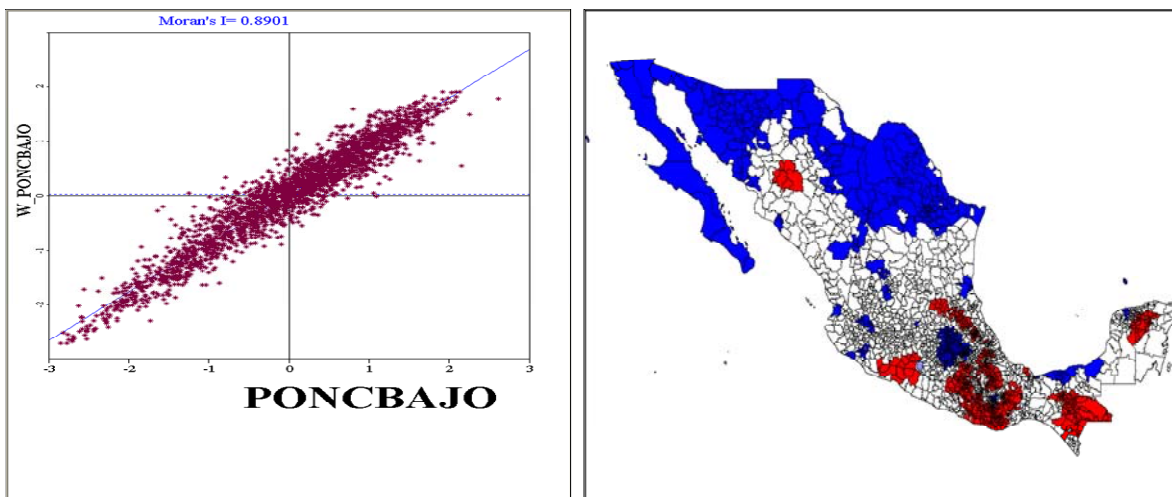 Moran's I= 0.8901
W_PONCBAJO
2
1
0
-1
-2
-3 -2 -1 0 1 2 3
PONCBAJO